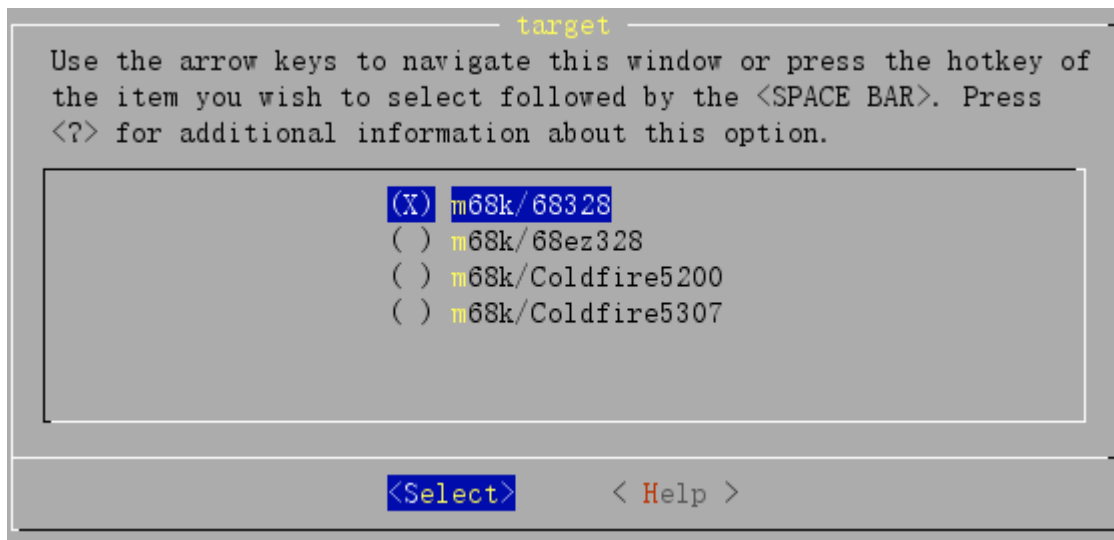 target
Use the arrow keys to navigate this window or press the hotkey of
the item you wish to select followed by the <SPACE BAR>. Press
<?> for additional information about this option.
(X) m68k/68328
( ) m68k/68ez328
( ) m68k/Coldfire5200
( ) m68k/Coldfire5307
<Select> < Help >